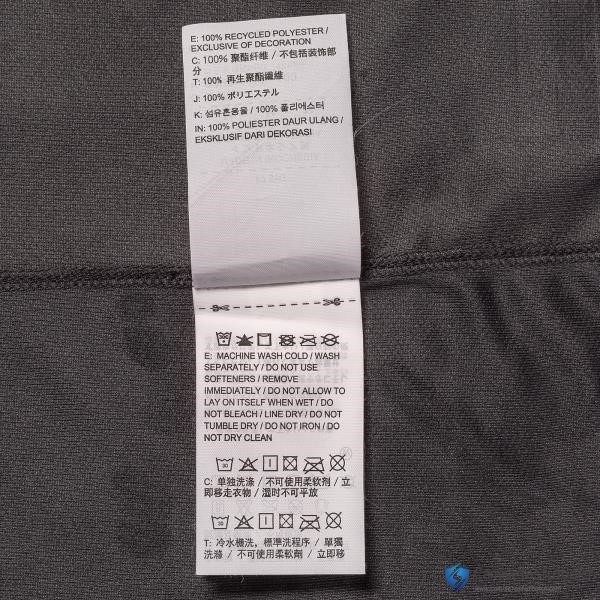 E: 100% RECYCLED POLYESTER /
EXCLUSIVE OF DECORATION
C: 100% 聚酯纤维 / 不包括装饰部
分
T: 100% 再生聚酯纖維
J: 100% ポリエステル
K: 섬유혼용율 / 100% 폴리에스터
IN: 100% POLIESTER DAUR ULANG /
EKSKLUSIF DARI DEKORASI
E: MACHINE WASH COLD / WASH
SEPARATELY / DO NOT USE
SOFTENERS / REMOVE
IMMEDIATELY / DO NOT ALLOW TO
LAY ON ITSELF WHEN WET / DO
NOT BLEACH / LINE DRY / DO NOT
TUMBLE DRY / DO NOT IRON / DO
NOT DRY CLEAN
C: 单独洗涤 / 不可使用柔软剂 / 立
即移走衣物 / 湿时不可平放
T: 冷水機洗，標準洗程序 / 單獨
洗滌 / 不可使用柔軟劑 / 立即移